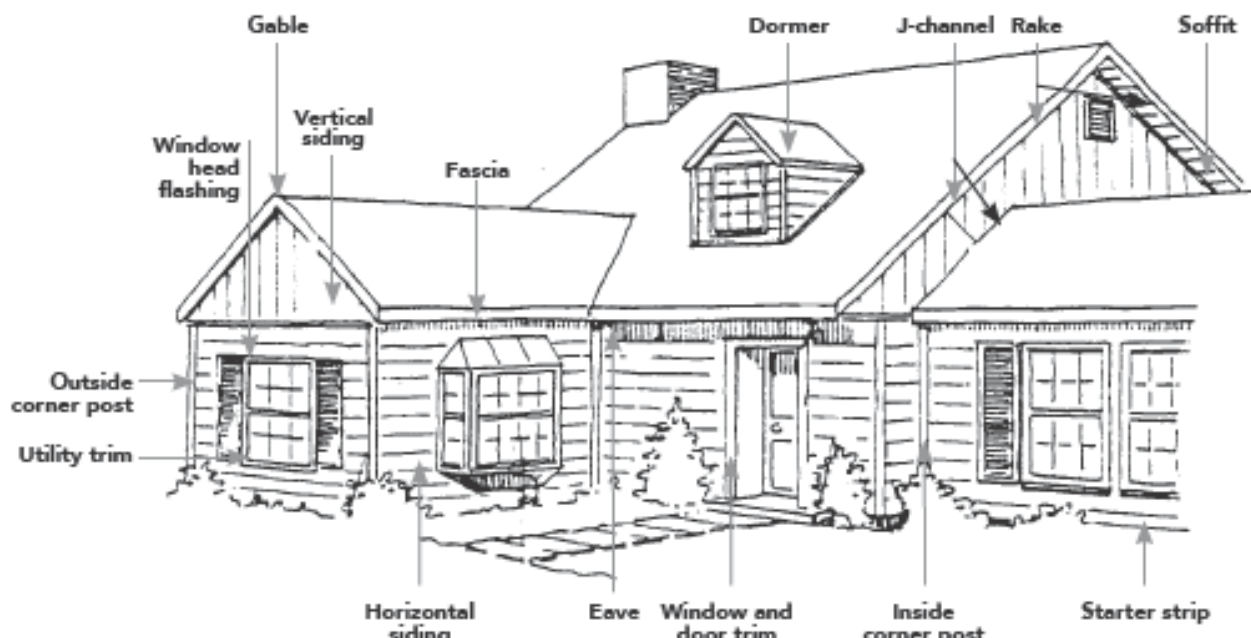 Gable
Dormer
J-channel
Rake
Soffit
Vertical
siding
Window
head
flashing
Fascia
Outside
corner post
Utility trim
Horizontal
siding
Eave
Window and
door trim
Inside
corner post
Starter strip